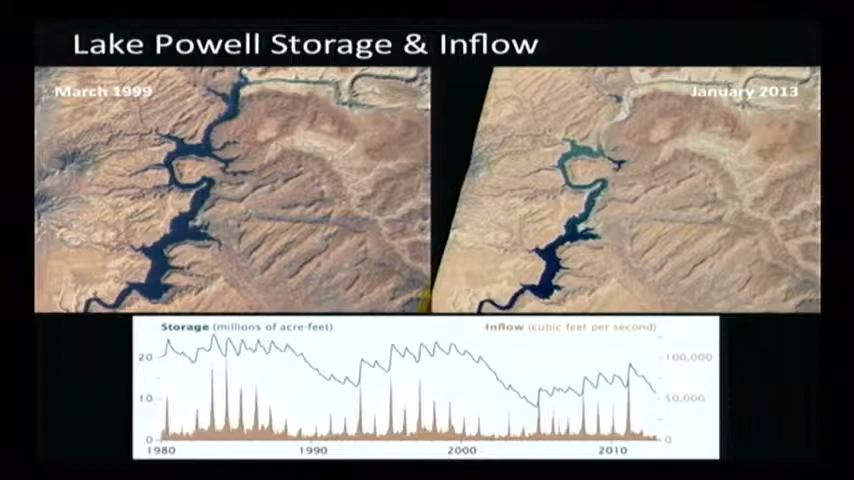 Lake Powell Storage & Inflow
March 1999
January 2013
Storage (millions of acre-feet)
Inflow (cubic feet per second)
20
100,000
10
50,000
0
0
1980
1990
2000
2010